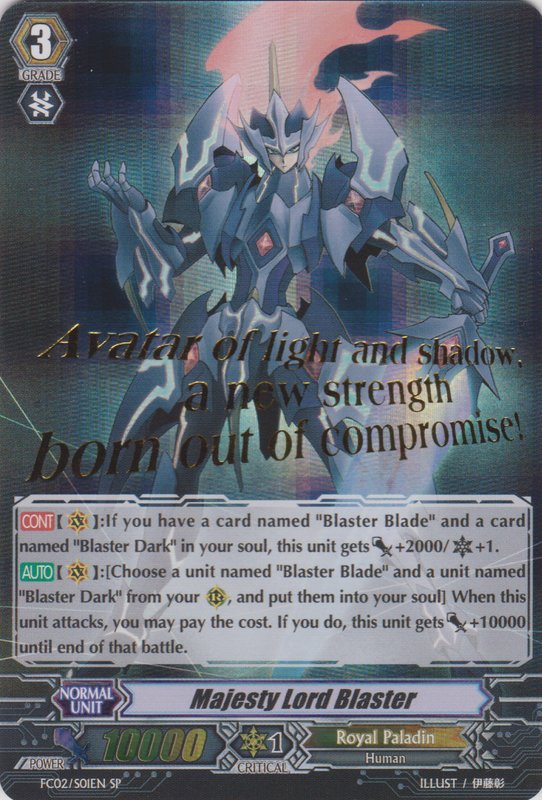 3
GRADE
Avatar of light and shadow,
a new strength
born out of compromise!
CONT【 V 】:If you have a card named "Blaster Blade" and a card
named "Blaster Dark" in your soul, this unit gets +2000/ +1.
AUTO【 V 】:[Choose a unit named "Blaster Blade" and a unit named
"Blaster Dark" from your R, and put them into your soul] When this
unit attacks, you may pay the cost. If you do, this unit gets +10000
until end of that battle.
NORMAL
UNIT
Majesty Lord Blaster
POWER
10000
1
CRITICAL
Royal Paladin
Human
FC02/S01EN SP
ILLUST / 伊藤彰